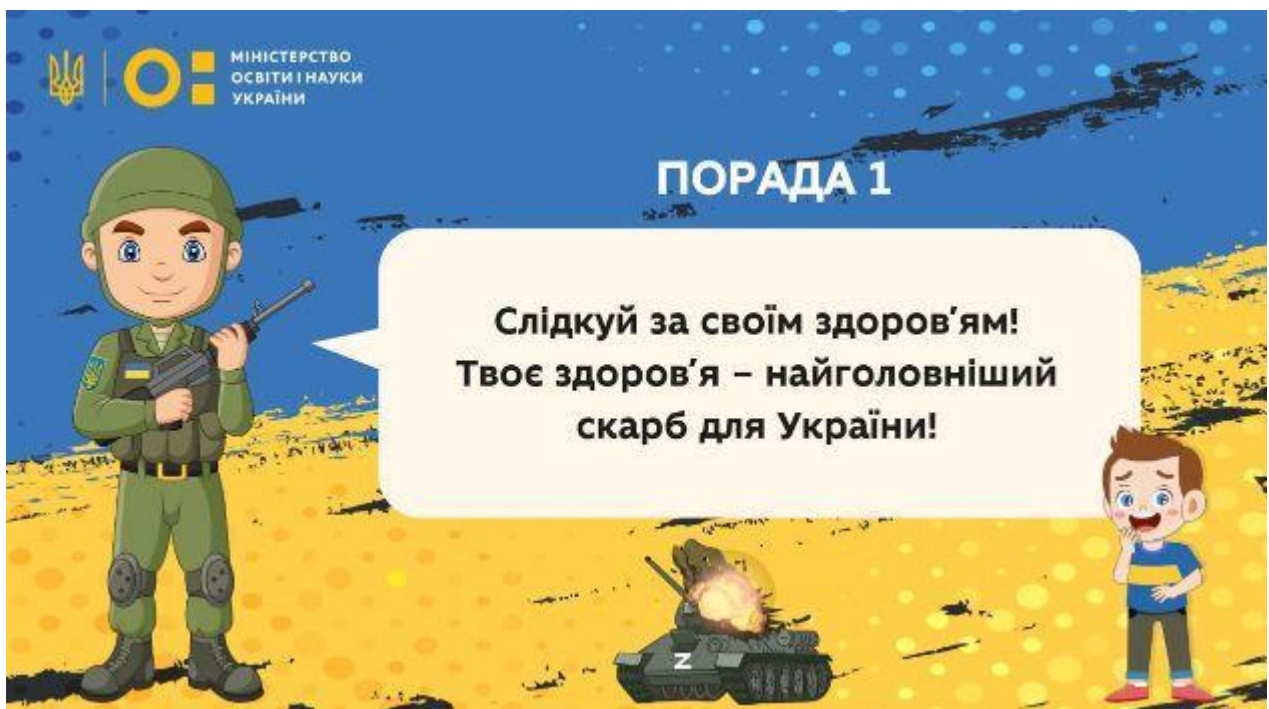 МІНІСТЕРСТВО
ОСВІТИ І НАУКИ
УКРАЇНИ
ПОРАДА 1
Слідкуй за своїм здоров’ям!
Твоє здоров’я – найголовніший
скарб для України!
Z